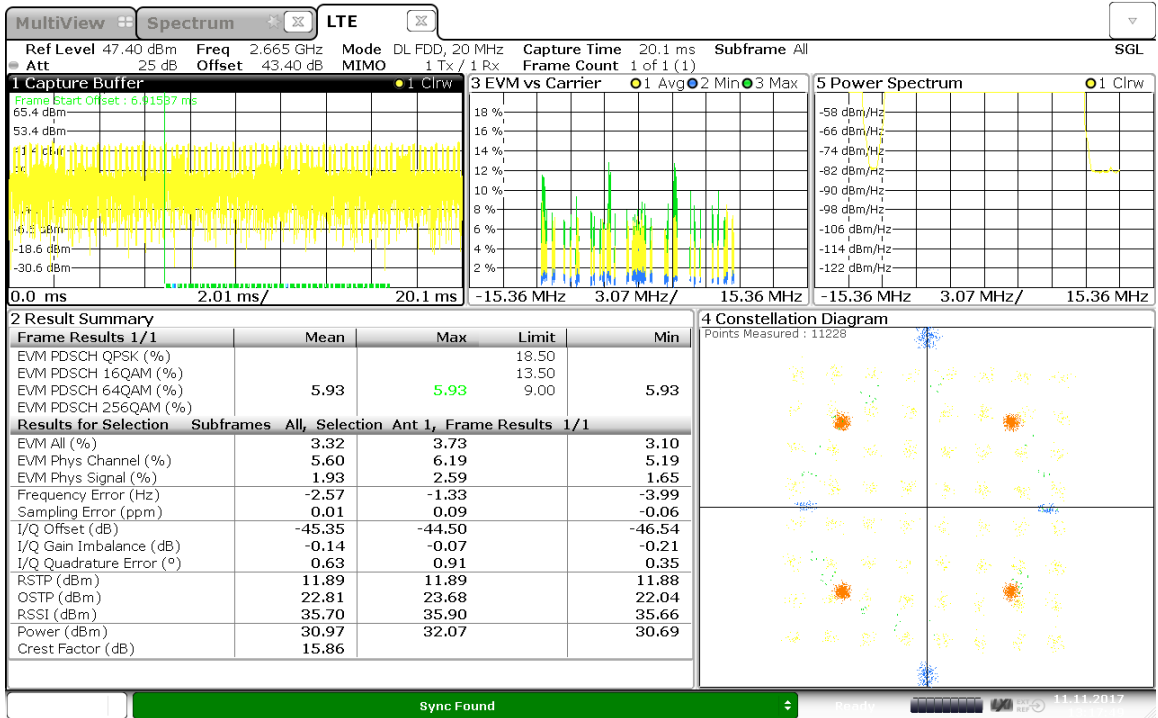 MultiView Spectrum LTE
Ref Level 47.40 dBm Freq 2.665 GHz Mode DL FDD, 20 MHz Capture Time 20.1 ms Subframe All SGL
Att 25 dB Offset 43.40 dB MIMO 1 Tx / 1 Rx Frame Count 1 of 1 (1)
1 Capture Buffer 1 Clrw
Frame Start Offset : 6.91587 ms
65.4 dBm
53.4 dBm
-6.5 dBm
-18.6 dBm
-30.6 dBm
0.0 ms 2.01 ms/ 20.1 ms
3 EVM vs Carrier 1 Avg 2 Min 3 Max
18 %
16 %
14 %
12 %
10 %
8 %
6 %
4 %
2 %
-15.36 MHz 3.07 MHz/ 15.36 MHz
5 Power Spectrum 1 Clrw
-58 dBm/Hz
-66 dBm/Hz
-74 dBm/Hz
-82 dBm/Hz
-90 dBm/Hz
-98 dBm/Hz
-106 dBm/Hz
-114 dBm/Hz
-122 dBm/Hz
-15.36 MHz 3.07 MHz/ 15.36 MHz
2 Result Summary
Frame Results 1/1 Mean Max Limit Min
EVM PDSCH QPSK (%) 18.50
EVM PDSCH 16QAM (%) 13.50
EVM PDSCH 64QAM (%) 5.93 5.93 9.00 5.93
EVM PDSCH 256QAM (%)
Results for Selection Subframes All, Selection Ant 1, Frame Results 1/1
EVM All (%) 3.32 3.73 3.10
EVM Phys Channel (%) 5.60 6.19 5.19
EVM Phys Signal (%) 1.93 2.59 1.65
Frequency Error (Hz) -2.57 -1.33 -3.99
Sampling Error (ppm) 0.01 0.09 -0.06
I/Q Offset (dB) -45.35 -44.50 -46.54
I/Q Gain Imbalance (dB) -0.14 -0.07 -0.21
I/Q Quadrature Error (°) 0.63 0.91 0.35
RSTP (dBm) 11.89 11.89 11.88
OSTP (dBm) 22.81 23.68 22.04
RSSI (dBm) 35.70 35.90 35.66
Power (dBm) 30.97 32.07 30.69
Crest Factor (dB) 15.86
4 Constellation Diagram
Points Measured : 11228
Sync Found Ready LXI REF 11.11.2017